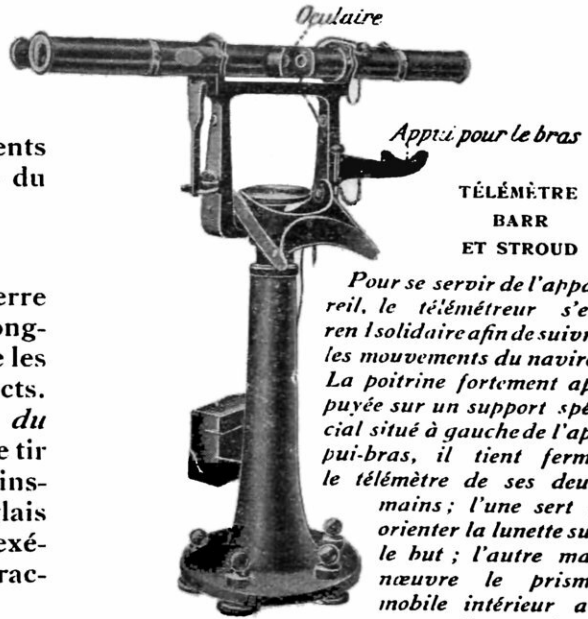 Oculaire
Appui pour le bras
ents
du
erre
ong-
e les
cts.
du
e tir
ins-
lais
exé-
rac-
TÉLÉMÈTRE
BARR
ET STROUD
Pour se servir de l'appa
reil, le télémétreur s'e
ren l solidaire afin de suivr
les mouvements du navire
La poitrine fortement ap
puyée sur un support spé
cial situé à gauche de l'ap
pui-bras, il tient ferm
le télémètre de ses deu
mains ; l'une sert
orienter la lunette su
le but ; l'autre ma
nœuvre le prism
mobile intérieur a